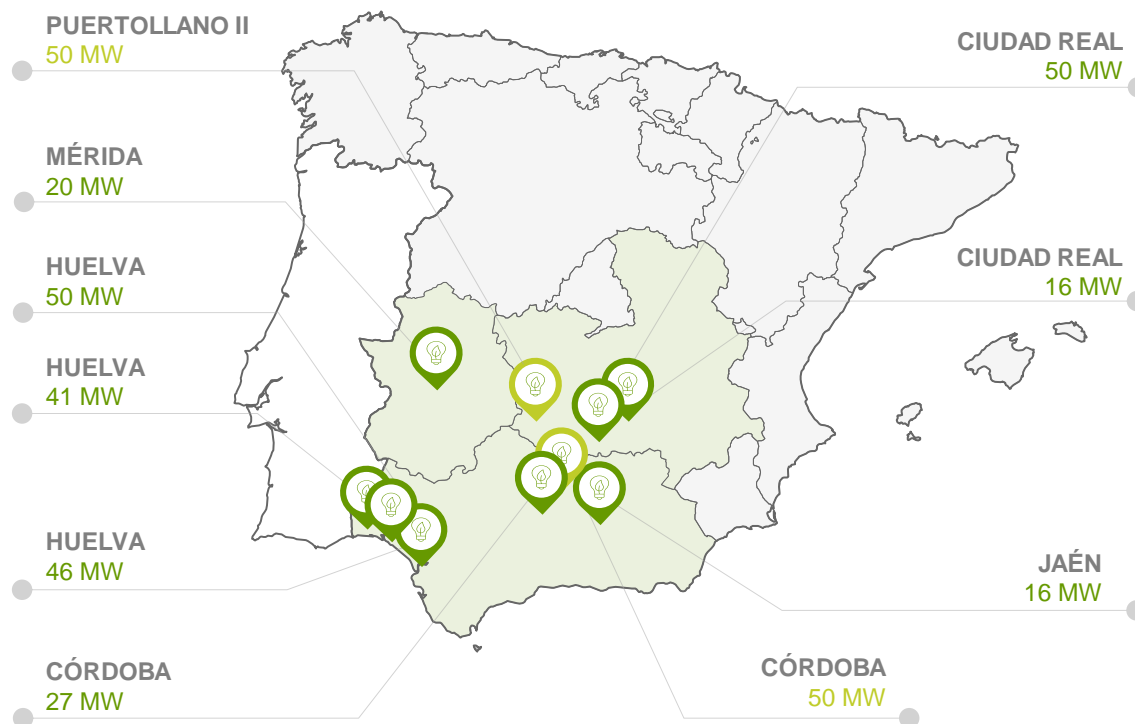 PUERTOLLANO II
50 MW
MÉRIDA
20 MW
HUELVA
50 MW
HUELVA
41 MW
HUELVA
46 MW
CÓRDOBA
27 MW
CIUDAD REAL
50 MW
CIUDAD REAL
16 MW
JAÉN
16 MW
CÓRDOBA
50 MW